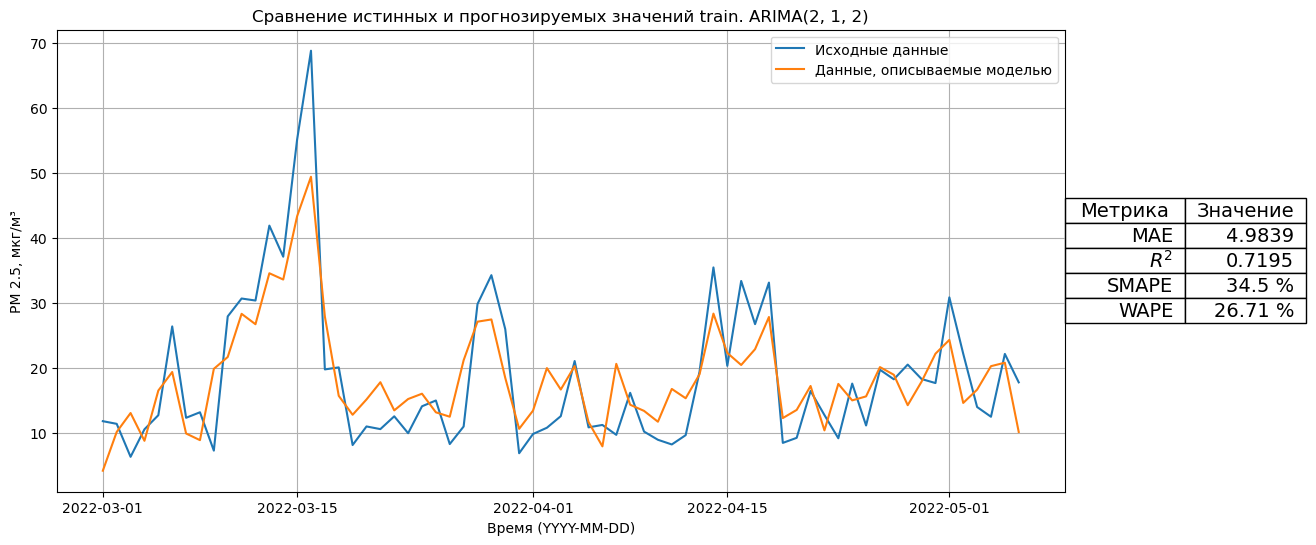 Сравнение истинных и прогнозируемых значений train. ARIMA(2, 1, 2)
Исходные данные
Данные, описываемые моделью
70
60
50
40
30
20
10
PM 2.5, мкг/м³
2022-03-01 2022-03-15 2022-04-01 2022-04-15 2022-05-01
Время (YYYY-MM-DD)
Метрика Значение
MAE 4.9839
R² 0.7195
SMAPE 34.5 %
WAPE 26.71 %